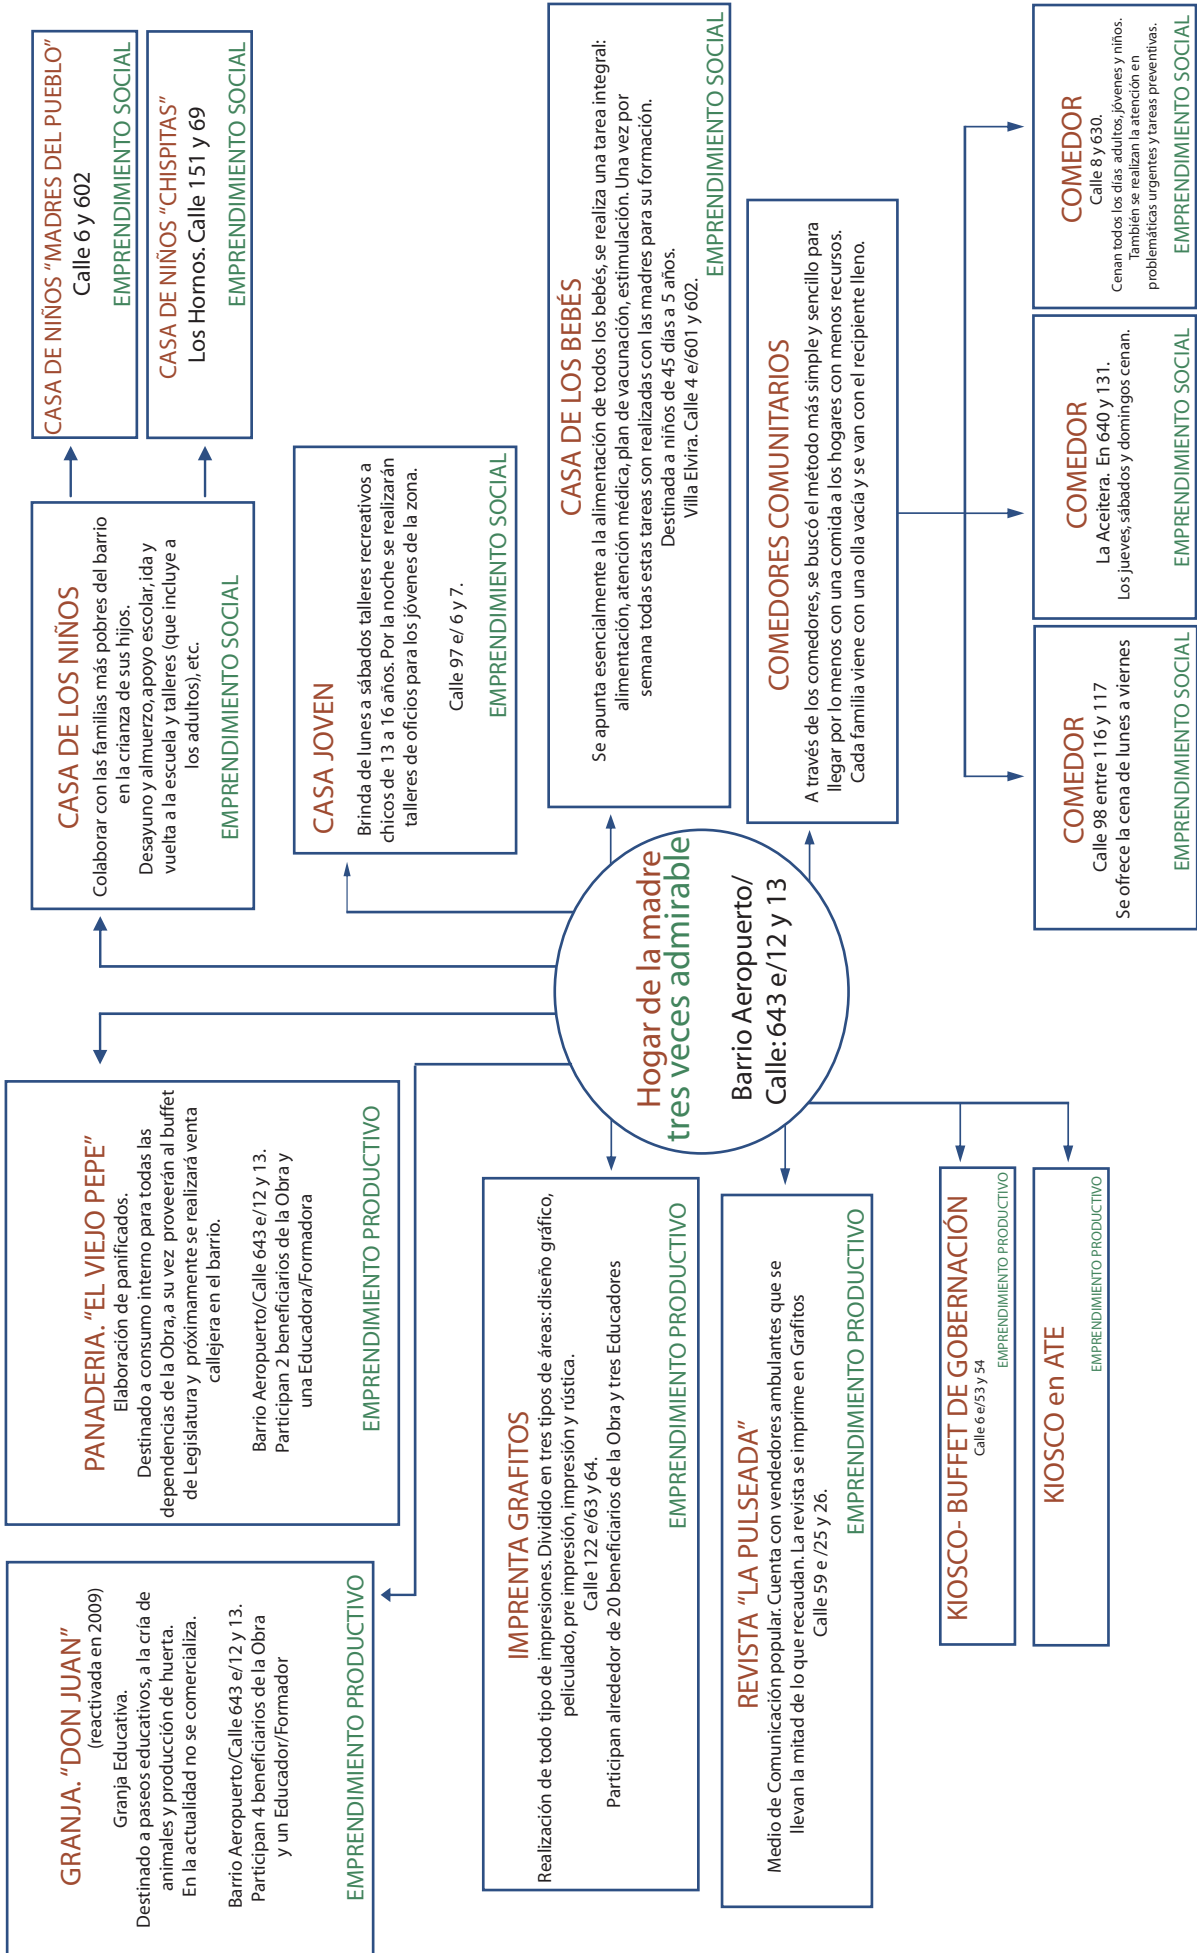 GRANJA. “DON JUAN”
(reactivada en 2009)
Granja Educativa.
Destinado a paseos educativos, a la cría de
animales y producción de huerta.
En la actualidad no se comercializa.
Barrio Aeropuerto/Calle 643 e/12 y 13.
Participan 4 beneficiarios de la Obra
y un Educador/Formador
EMPRENDIMIENTO PRODUCTIVO
PANADERIA. “EL VIEJO PEPE”
Elaboración de panificados.
Destinado a consumo interno para todas las
dependencias de la Obra, a su vez proveerán al buffet
de Legislatura y próximamente se realizará venta
callejera en el barrio.
Barrio Aeropuerto/Calle 643 e/12 y 13.
Participan 2 beneficiarios de la Obra y
una Educadora/Formadora
EMPRENDIMIENTO PRODUCTIVO
CASA DE LOS NIÑOS
Colaborar con las familias más pobres del barrio
en la crianza de sus hijos.
Desayuno y almuerzo, apoyo escolar, ida y
vuelta a la escuela y talleres (que incluye a
los adultos), etc.
EMPRENDIMIENTO SOCIAL
CASA DE NIÑOS “MADRES DEL PUEBLO”
Calle 6 y 602
EMPRENDIMIENTO SOCIAL
CASA DE NIÑOS “CHISPITAS”
Los Hornos. Calle 151 y 69
EMPRENDIMIENTO SOCIAL
CASA JOVEN
Brinda de lunes a sábados talleres recreativos a
chicos de 13 a 16 años. Por la noche se realizarán
talleres de oficios para los jóvenes de la zona.
Calle 97 e/ 6 y 7.
EMPRENDIMIENTO SOCIAL
IMPRENTA GRAFITOS
Realización de todo tipo de impresiones. Dividido en tres tipos de áreas: diseño gráfico,
peliculado, pre impresión, impresión y rústica.
Calle 122 e/63 y 64.
Participan alrededor de 20 beneficiarios de la Obra y tres Educadores
EMPRENDIMIENTO PRODUCTIVO
Hogar de la madre
tres veces admirable
Barrio Aeropuerto/
Calle: 643 e/12 y 13
CASA DE LOS BEBÉS
Se apunta esencialmente a la alimentación de todos los bebés, se realiza una tarea integral:
alimentación, atención médica, plan de vacunación, estimulación. Una vez por
semana todas estas tareas son realizadas con las madres para su formación.
Destinada a niños de 45 días a 5 años.
Villa Elvira. Calle 4 e/601 y 602.
EMPRENDIMIENTO SOCIAL
REVISTA “LA PULSEADA”
Medio de Comunicación popular. Cuenta con vendedores ambulantes que se
llevan la mitad de lo que recaudan. La revista se imprime en Grafitos
Calle 59 e /25 y 26.
EMPRENDIMIENTO PRODUCTIVO
COMEDORES COMUNITARIOS
A través de los comedores, se buscó el método más simple y sencillo para
llegar por lo menos con una comida a los hogares con menos recursos.
Cada familia viene con una olla vacía y se van con el recipiente lleno.
KIOSCO- BUFFET DE GOBERNACIÓN
Calle 6 e/53 y 54
EMPRENDIMIENTO PRODUCTIVO
KIOSCO en ATE
EMPRENDIMIENTO PRODUCTIVO
COMEDOR
Calle 98 entre 116 y 117
Se ofrece la cena de lunes a viernes
EMPRENDIMIENTO SOCIAL
COMEDOR
La Aceitera. En 640 y 131.
Los jueves, sábados y domingos cenan.
EMPRENDIMIENTO SOCIAL
COMEDOR
Calle 8 y 630.
Cenan todos los días adultos, jóvenes y niños.
También se realizan la atención en
problemáticas urgentes y tareas preventivas.
EMPRENDIMIENTO SOCIAL